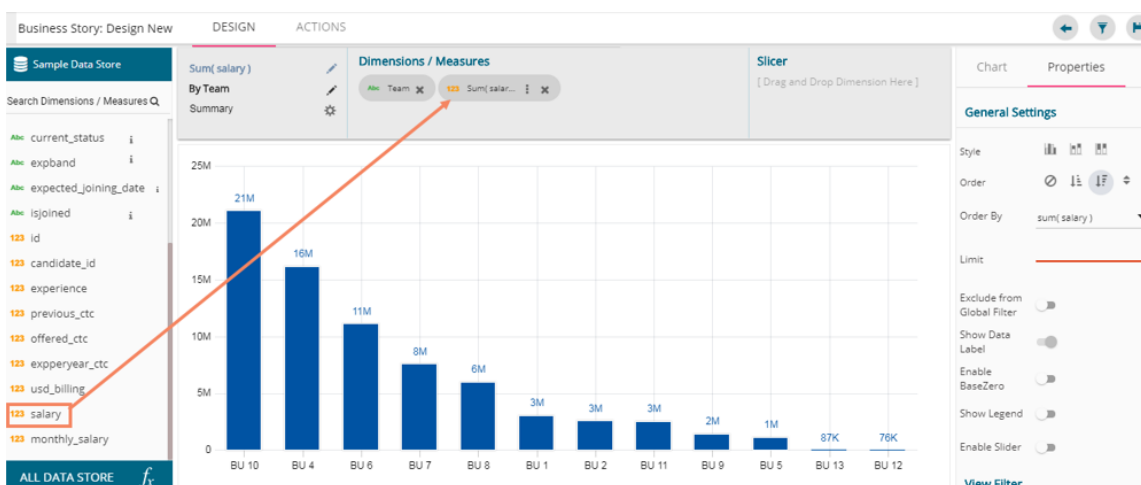 Business Story: Design New
DESIGN
ACTIONS
Sample Data Store
Search Dimensions / Measures
Abc current_status i
Abc expband i
Abc expected_joining_date i
Abc isjoined i
123 id
123 candidate_id
123 experience
123 previous_ctc
123 offered_ctc
123 expperyear_ctc
123 usd_billing
123 salary
123 monthly_salary
ALL DATA STORE fx
Sum( salary )
By Team
Summary
Dimensions / Measures
Abc Team
123 Sum( salar...
Slicer
[ Drag and Drop Dimension Here ]
25M
20M
15M
10M
5M
0
21M
16M
11M
8M
6M
3M
3M
3M
2M
1M
87K
76K
BU 10
BU 4
BU 6
BU 7
BU 8
BU 1
BU 2
BU 11
BU 9
BU 5
BU 13
BU 12
Chart
Properties
General Settings
Style
Order
Order By
sum( salary )
Limit
Exclude from
Global Filter
Show Data
Label
Enable
BaseZero
Show Legend
Enable Slider
View Filter